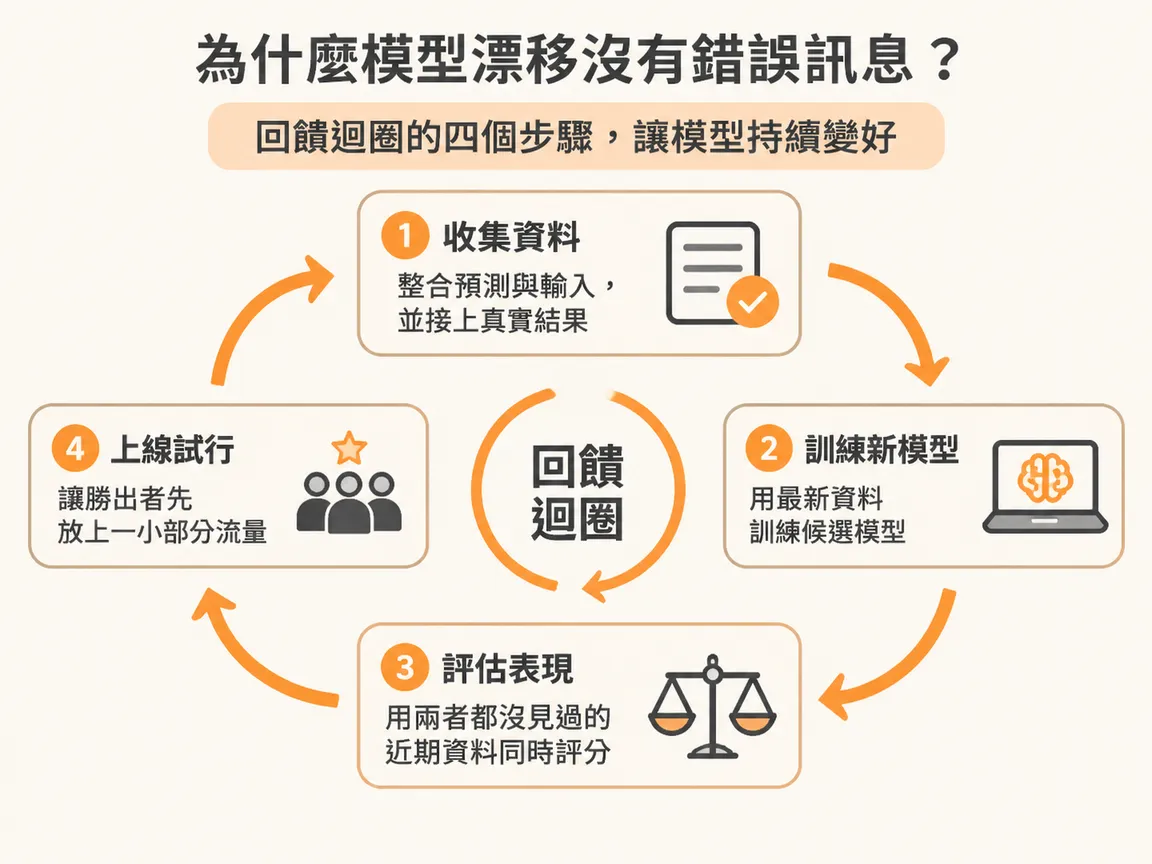 為什麼模型漂移沒有錯誤訊息？
回饋迴圈的四個步驟，讓模型持續變好
1 收集資料
整合預測與輸入，
並接上真實結果
2 訓練新模型
用最新資料
訓練候選模型
3 評估表現
用兩者都沒見過的
近期資料同時評分
4 上線試行
讓勝出者先
放上一小部分流量
回饋
迴圈